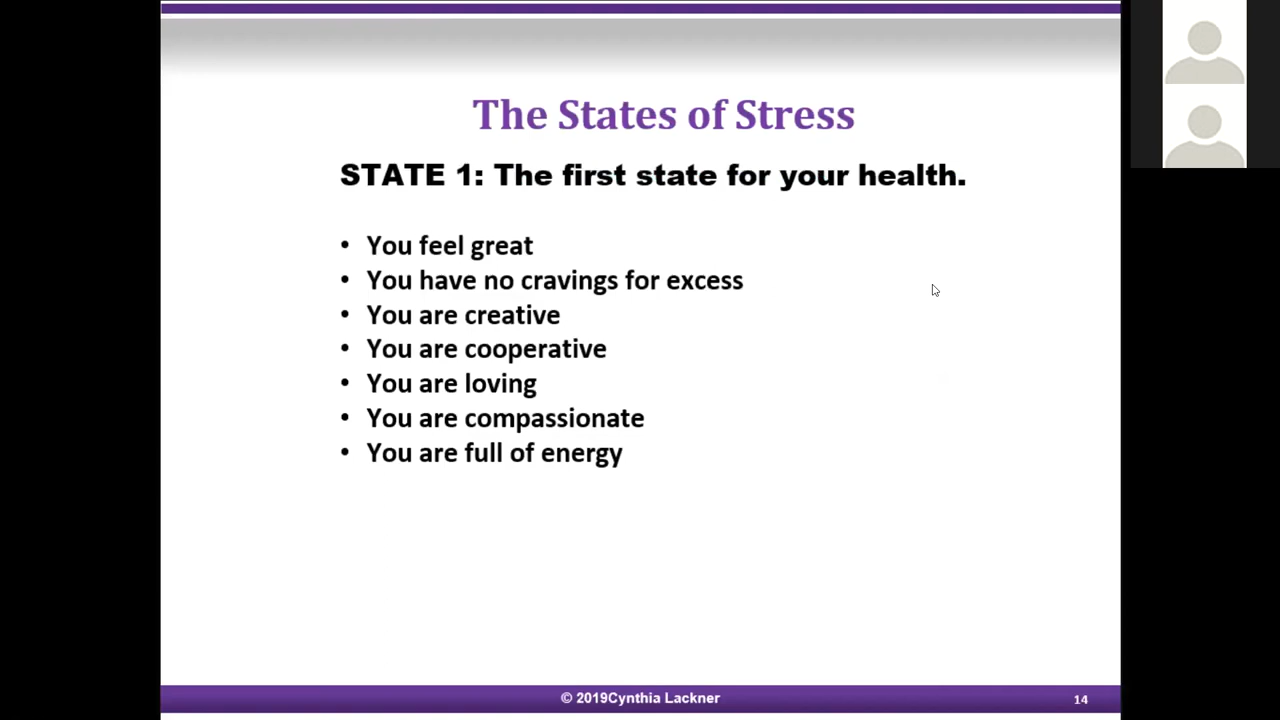 The States of Stress
STATE 1: The first state for your health.
• You feel great
• You have no cravings for excess
• You are creative
• You are cooperative
• You are loving
• You are compassionate
• You are full of energy
© 2019Cynthia Lackner
14